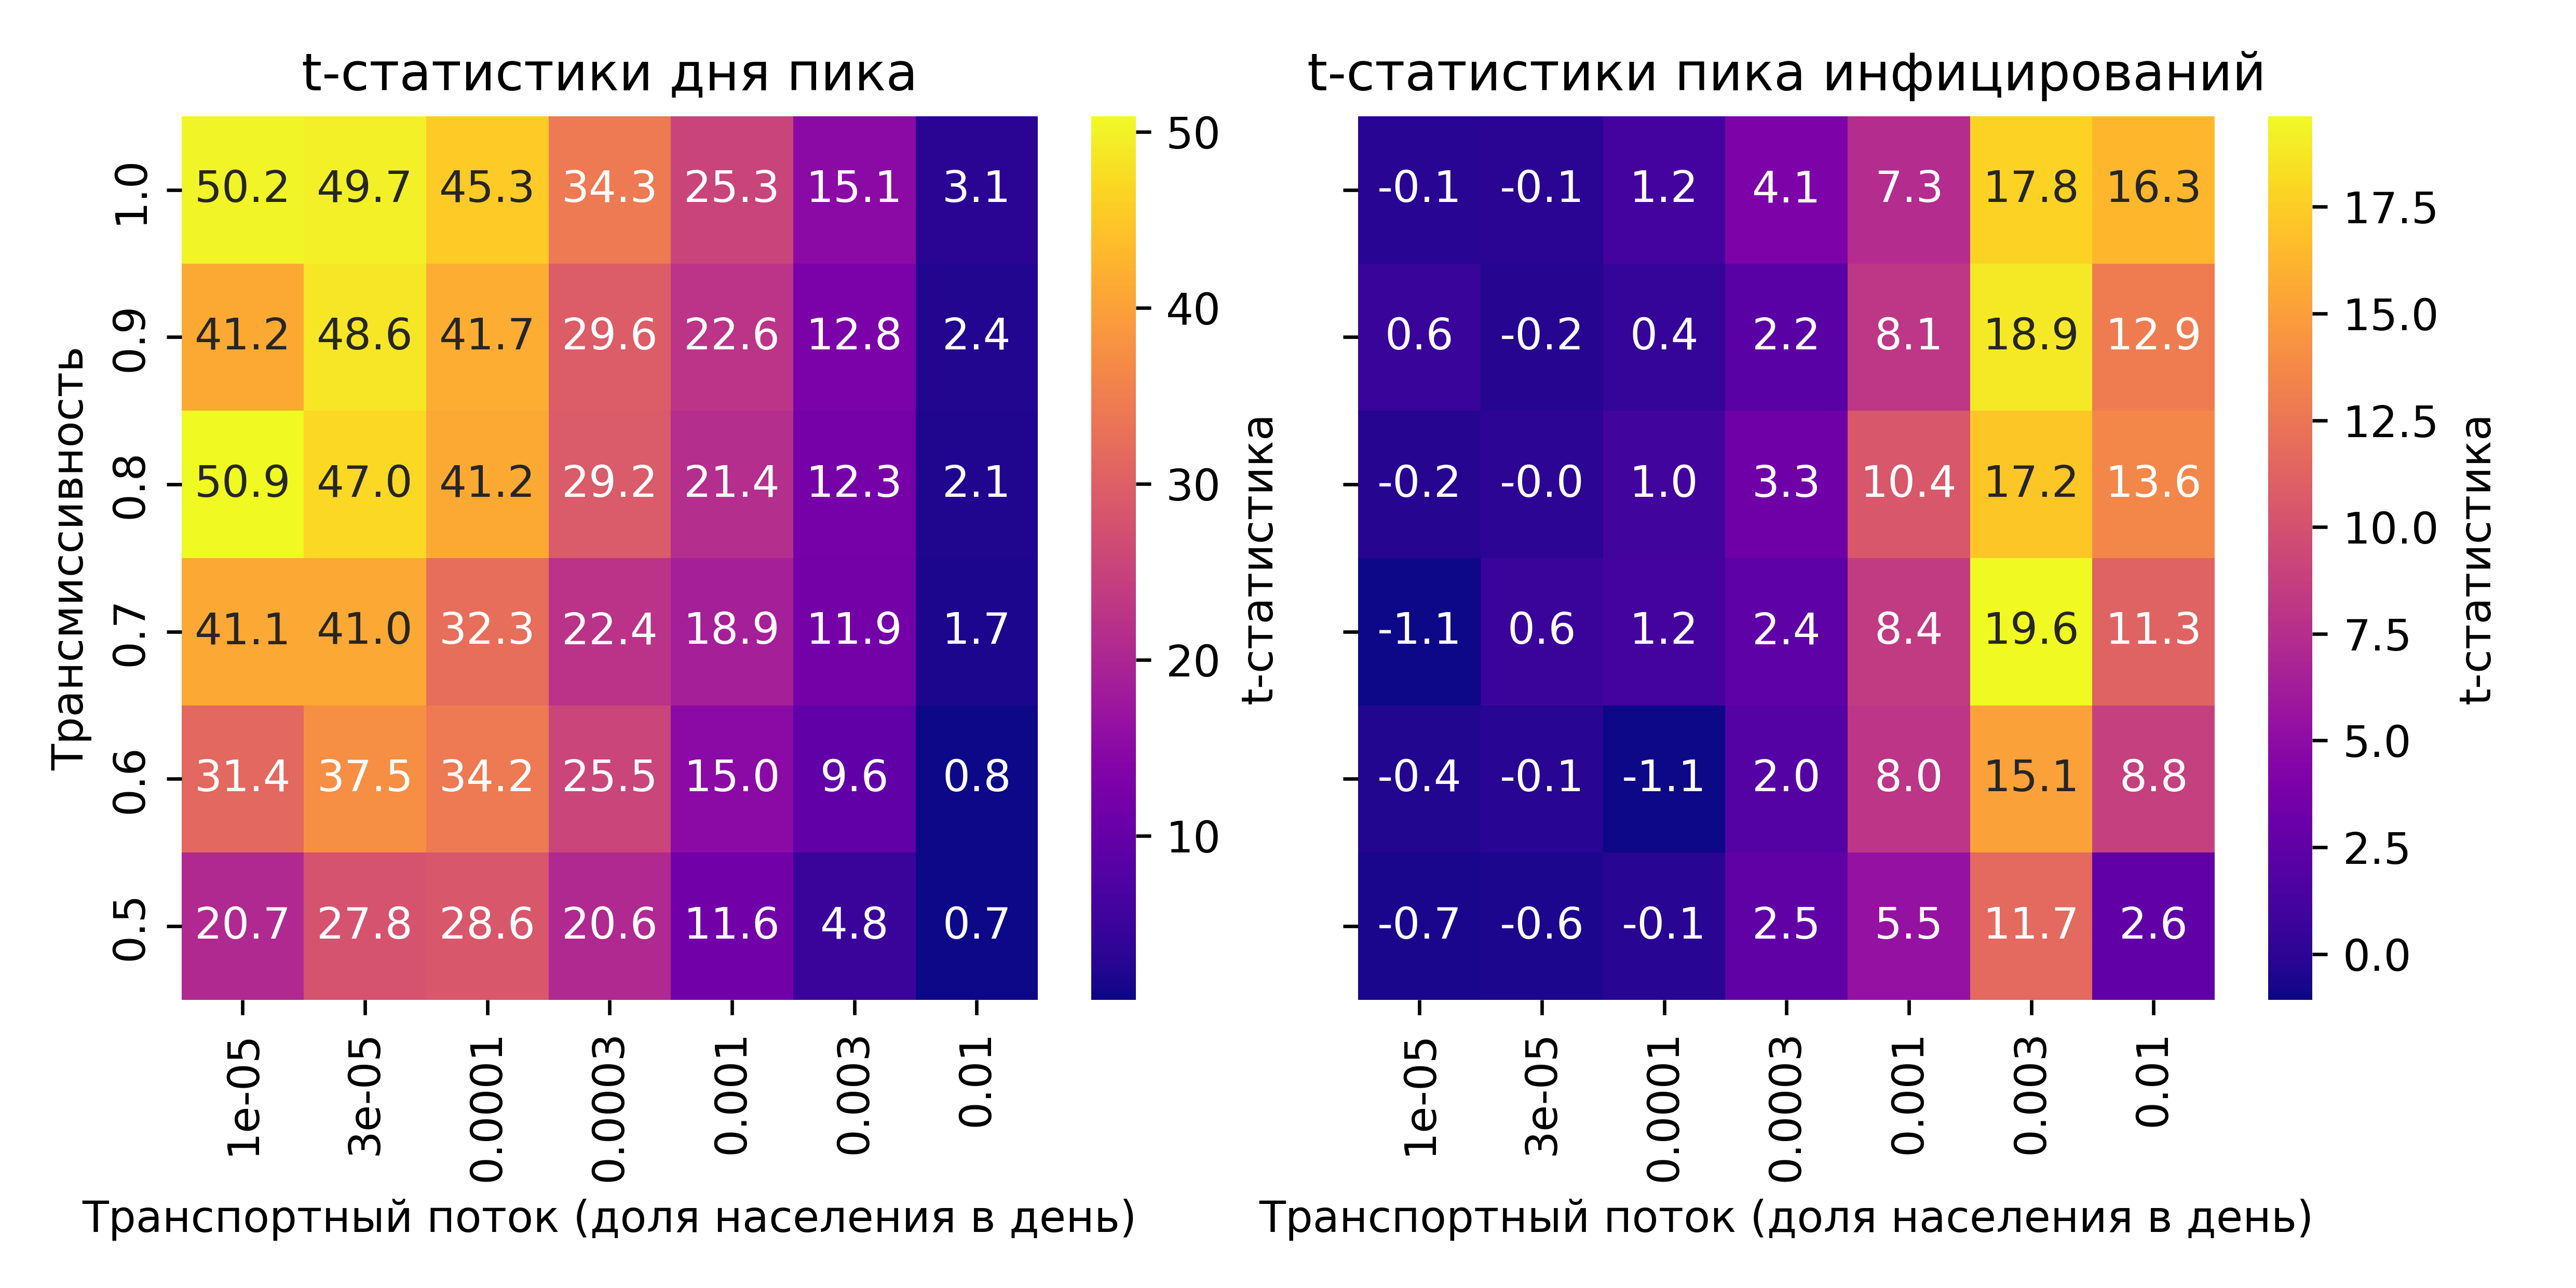 t-статистики дня пика
t-статистики пика инфицирований
Трансмиссивность
1.0
50.2 49.7 45.3 34.3 25.3 15.1 3.1
0.9
41.2 48.6 41.7 29.6 22.6 12.8 2.4
0.8
50.9 47.0 41.2 29.2 21.4 12.3 2.1
0.7
41.1 41.0 32.3 22.4 18.9 11.9 1.7
0.6
31.4 37.5 34.2 25.5 15.0 9.6 0.8
0.5
20.7 27.8 28.6 20.6 11.6 4.8 0.7
1e-05
3e-05
0.0001
0.0003
0.001
0.003
0.01
Транспортный поток (доля населения в день)
50
40
30
20
10
t-статистика
-0.1 -0.1 1.2 4.1 7.3 17.8 16.3
0.6 -0.2 0.4 2.2 8.1 18.9 12.9
-0.2 -0.0 1.0 3.3 10.4 17.2 13.6
-1.1 0.6 1.2 2.4 8.4 19.6 11.3
-0.4 -0.1 -1.1 2.0 8.0 15.1 8.8
-0.7 -0.6 -0.1 2.5 5.5 11.7 2.6
1e-05
3e-05
0.0001
0.0003
0.001
0.003
0.01
Транспортный поток (доля населения в день)
17.5
15.0
12.5
10.0
7.5
5.0
2.5
0.0
t-статистика